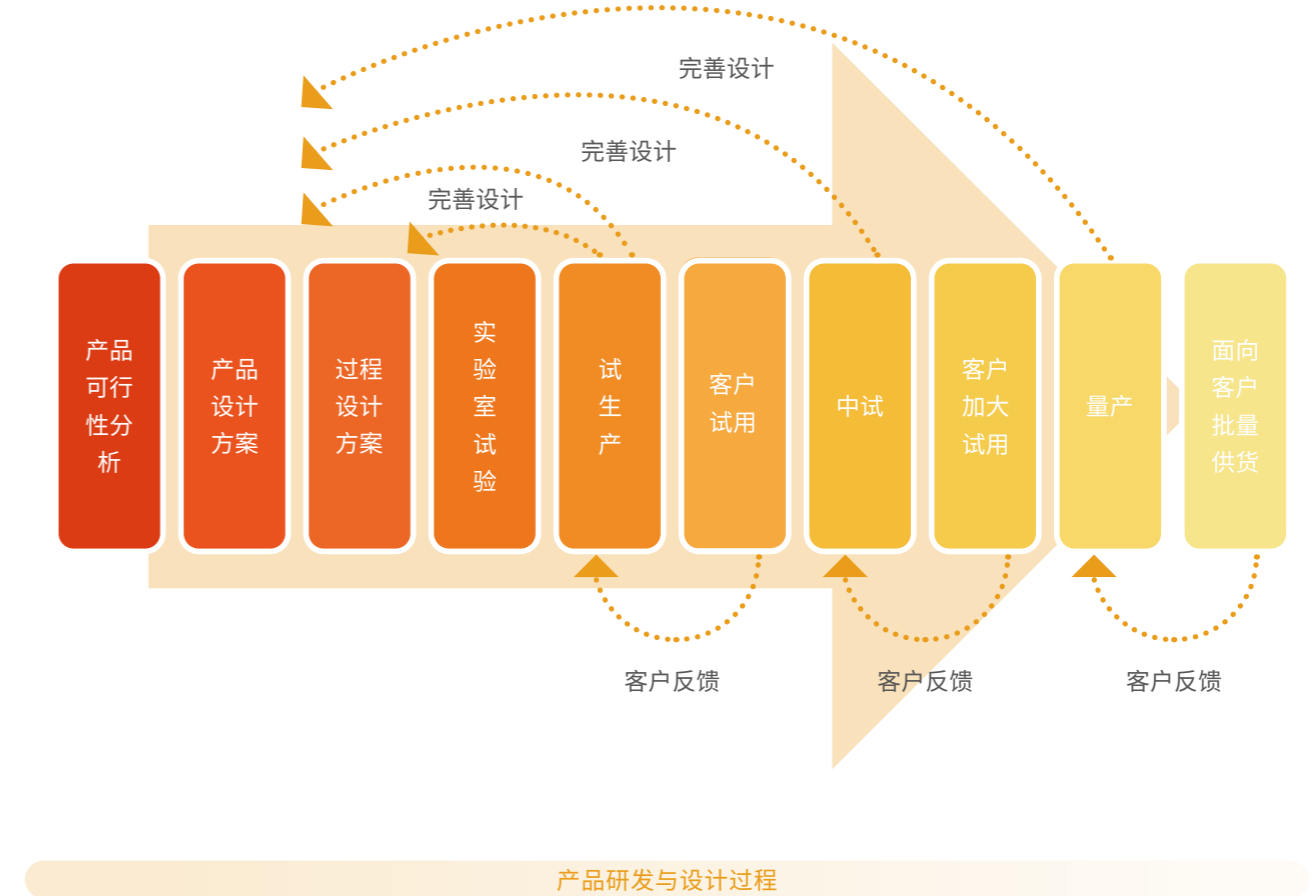 完善设计
完善设计
完善设计
产品
可行
性分
析
产品
设计
方案
过程
设计
方案
实
验
室
试
验
试
生
产
客户
试用
中试
客户
加大
试用
量产
面向
客户
批量
供货
客户反馈
客户反馈
客户反馈
产品研发与设计过程